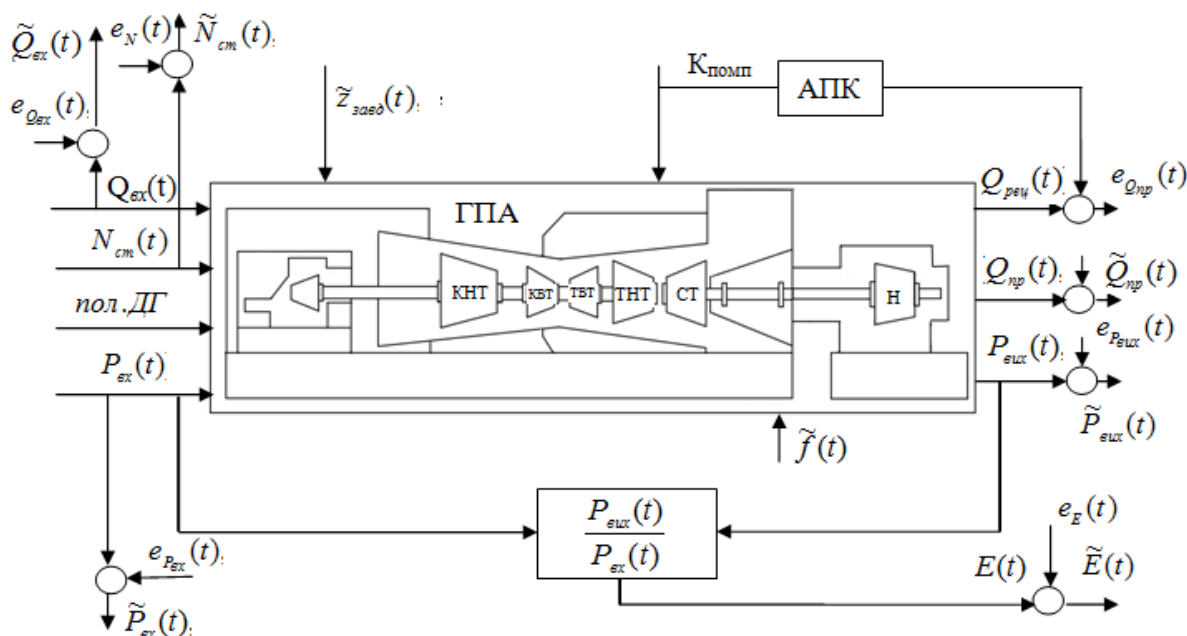 Q̃вх(t)
eN(t)
Ñст(t);
eQвх(t);
z̃завд(t);
Kпомп
АПК
Qвх(t)
ГПА
Qрец(t)
eQпр(t)
Nст(t)
Qпр(t);
Q̃пр(t)
КНТ
КВТ
ТВТ
ТНТ
СТ
Н
пол.ДГ
ePвих(t)
Pвх(t)
Pвих(t);
P̃вих(t)
f̃(t)
Pвих(t)
Pвх(t)
eE(t)
ePвх(t);
E(t)
Ẽ(t)
P̃вх(t);